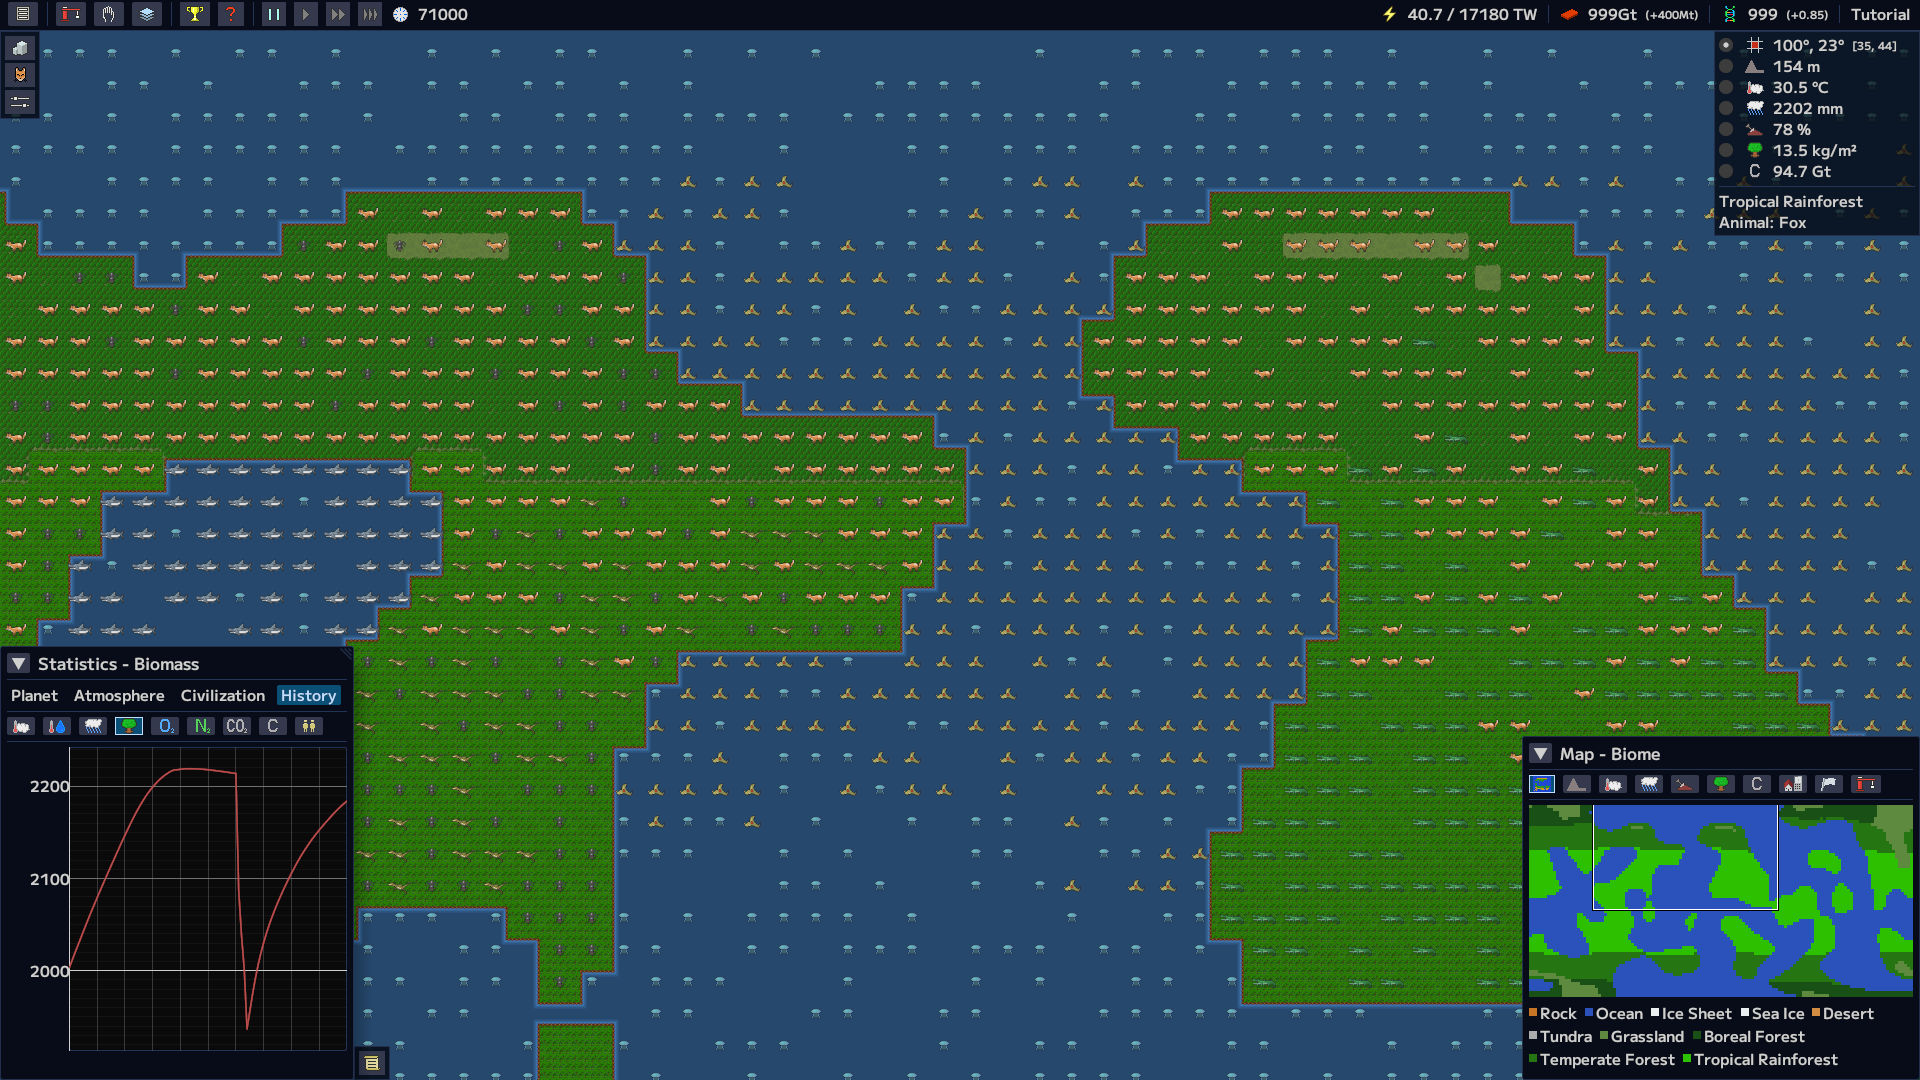 71000
40.7 / 17180 TW
999Gt (+400Mt)
999 (+0.85)
Tutorial
100°, 23° [35, 44]
154 m
30.5 ℃
2202 mm
78 %
13.5 kg/m²
C 94.7 Gt
Tropical Rainforest
Animal: Fox
Statistics - Biomass
Planet Atmosphere Civilization History
O₂ N₂ CO₂ C
2200
2100
2000
Map - Biome
C
Rock Ocean Ice Sheet Sea Ice Desert
Tundra Grassland Boreal Forest
Temperate Forest Tropical Rainforest